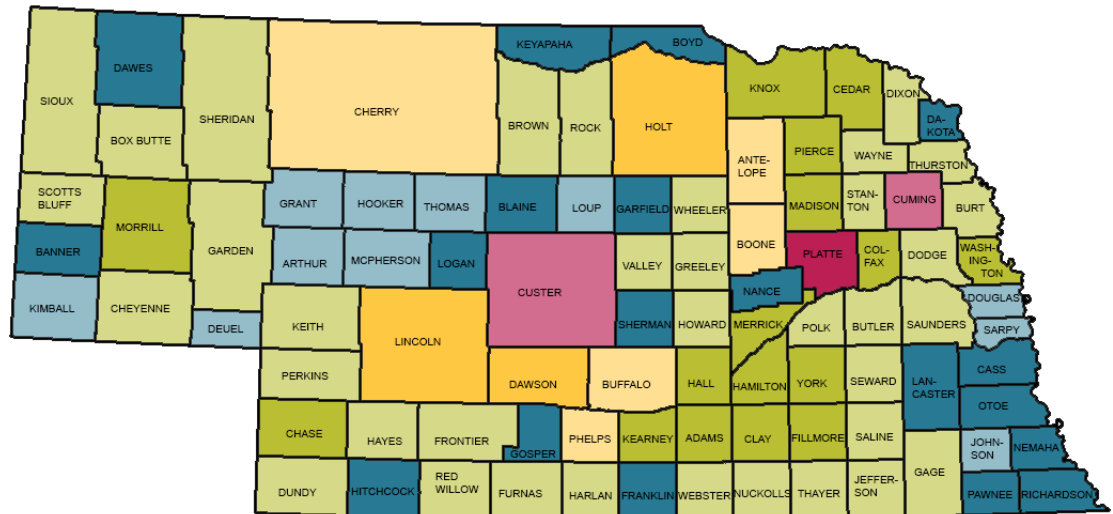 KEYAPAHA
BOYD
DAWES
SIOUX
SHERIDAN
CHERRY
BROWN
ROCK
HOLT
KNOX
CEDAR
DIXON
DA-
KOTA
BOX BUTTE
ANTE-
LOPE
PIERCE
WAYNE
THURSTON
SCOTTS
BLUFF
MORRILL
GARDEN
GRANT
HOOKER
THOMAS
BLAINE
LOUP
GARFIELD
WHEELER
MADISON
STAN-
TON
CUMING
BURT
BANNER
ARTHUR
MCPHERSON
LOGAN
CUSTER
VALLEY
GREELEY
BOONE
PLATTE
COL-
FAX
DODGE
WASH-
ING-
TON
KIMBALL
CHEYENNE
DEUEL
KEITH
LINCOLN
SHERMAN
HOWARD
NANCE
MERRICK
POLK
BUTLER
SAUNDERS
DOUGLAS
SARPY
PERKINS
DAWSON
BUFFALO
HALL
HAMILTON
YORK
SEWARD
LAN-
CASTER
CASS
OTOE
CHASE
HAYES
FRONTIER
GOSPER
PHELPS
KEARNEY
ADAMS
CLAY
FILLMORE
SALINE
GAGE
JOHN-
SON
NEMAHA
DUNDY
HITCHCOCK
RED
WILLOW
FURNAS
HARLAN
FRANKLIN
WEBSTER
NUCKOLLS
THAYER
JEFFER-
SON
PAWNEE
RICHARDSON